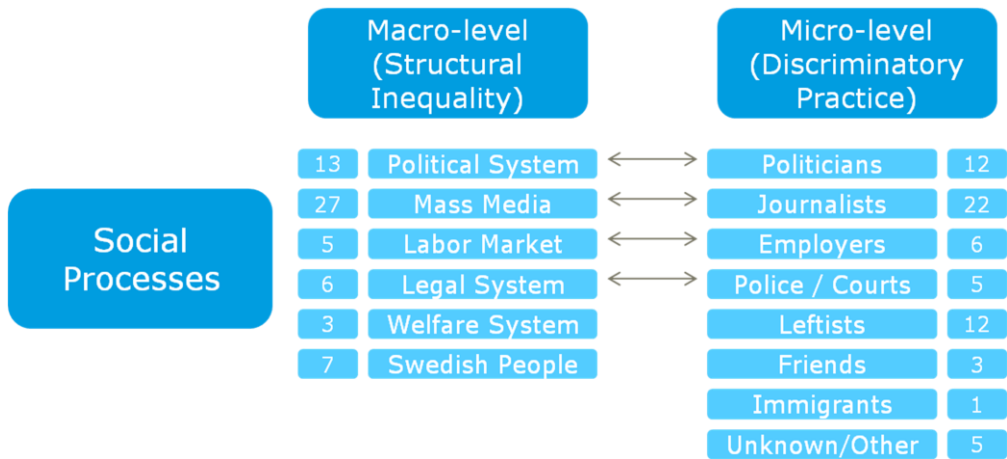 Macro-level
(Structural
Inequality)
Micro-level
(Discriminatory
Practice)
Social
Processes
13 Political System Politicians 12
27 Mass Media Journalists 22
5 Labor Market Employers 6
6 Legal System Police / Courts 5
3 Welfare System Leftists 12
7 Swedish People Friends 3
Immigrants 1
Unknown/Other 5